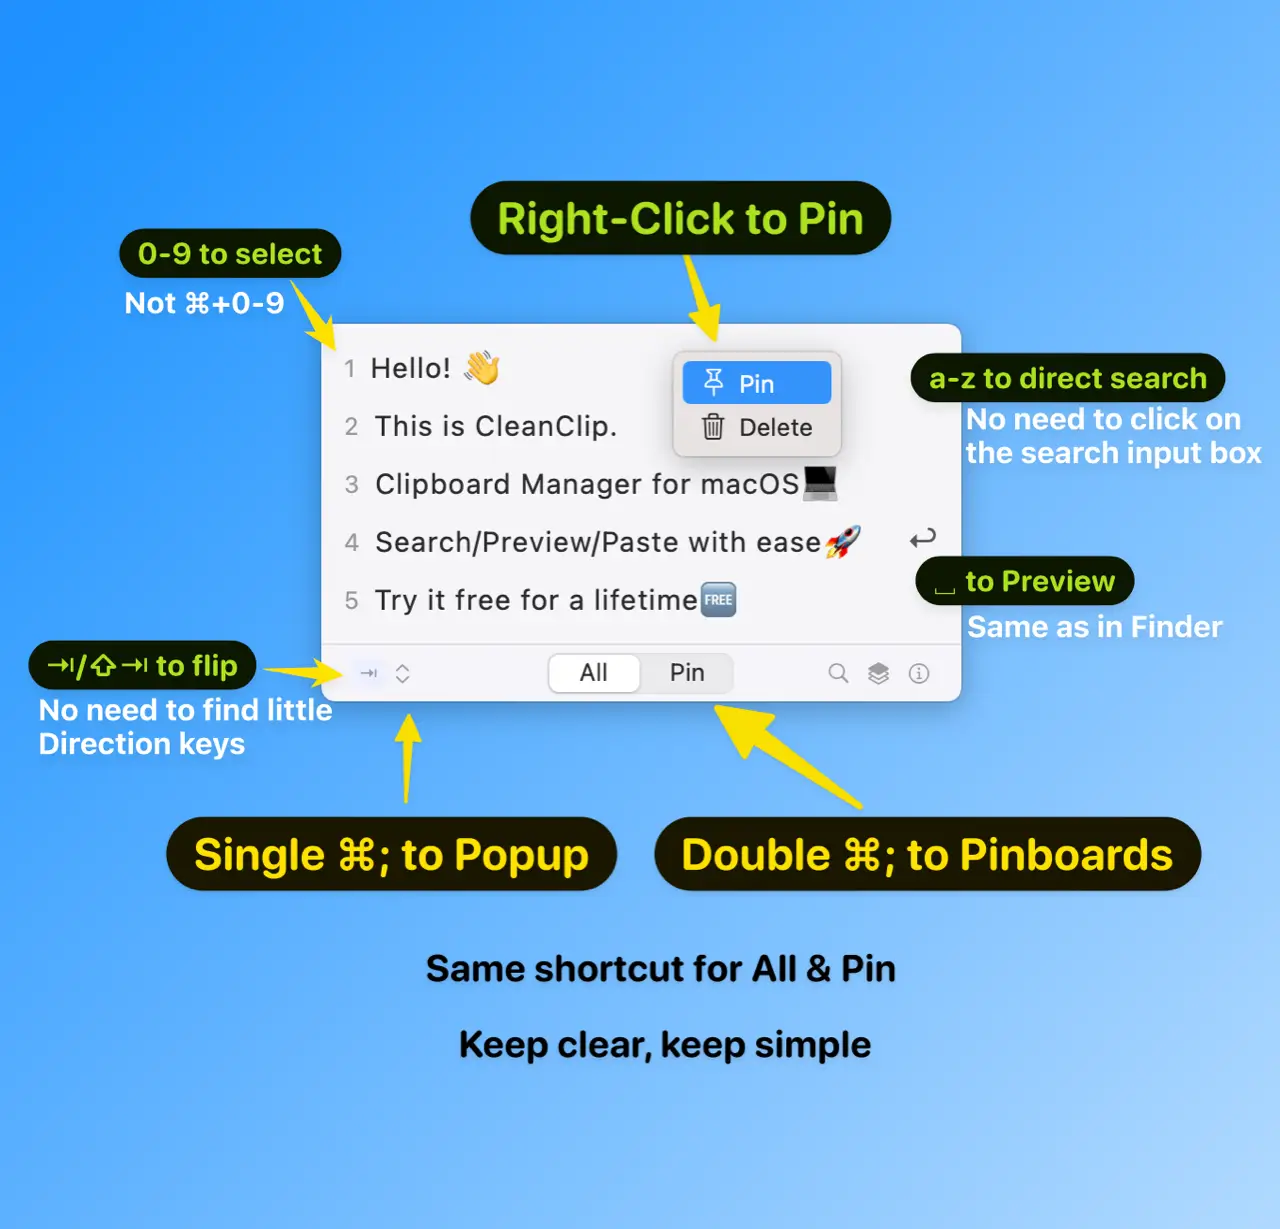 Right-Click to Pin
0-9 to select
Not ⌘+0-9
1 Hello! 👋
Pin
Delete
a-z to direct search
No need to click on
the search input box
2 This is CleanClip.
3 Clipboard Manager for macOS💻
4 Search/Preview/Paste with ease🚀
␣ to Preview
Same as in Finder
5 Try it free for a lifetime🆓
⇥/⇧⇥ to flip
No need to find little
Direction keys
All
Pin
Single ⌘; to Popup
Double ⌘; to Pinboards
Same shortcut for All & Pin
Keep clear, keep simple